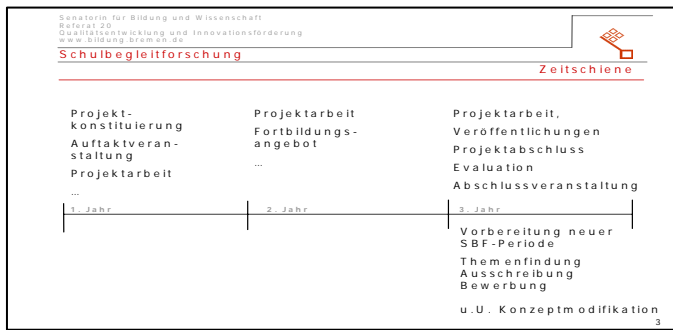 Senatorin für Bildung und Wissenschaft
Referat 20
Qualitätsentwicklung und Innovationsförderung
www.bildung.bremen.de
Schulbegleitforschung
Zeitschiene
Projekt-
konstituierung
Auftaktveran-
staltung
Projektarbeit
…
Projektarbeit
Fortbildungs-
angebot
…
Projektarbeit,
Veröffentlichungen
Projektabschluss
Evaluation
Abschlussveranstaltung
1. Jahr
2. Jahr
3. Jahr
Vorbereitung neuer
SBF-Periode
Themenfindung
Ausschreibung
Bewerbung
u.U. Konzeptmodifikation
3